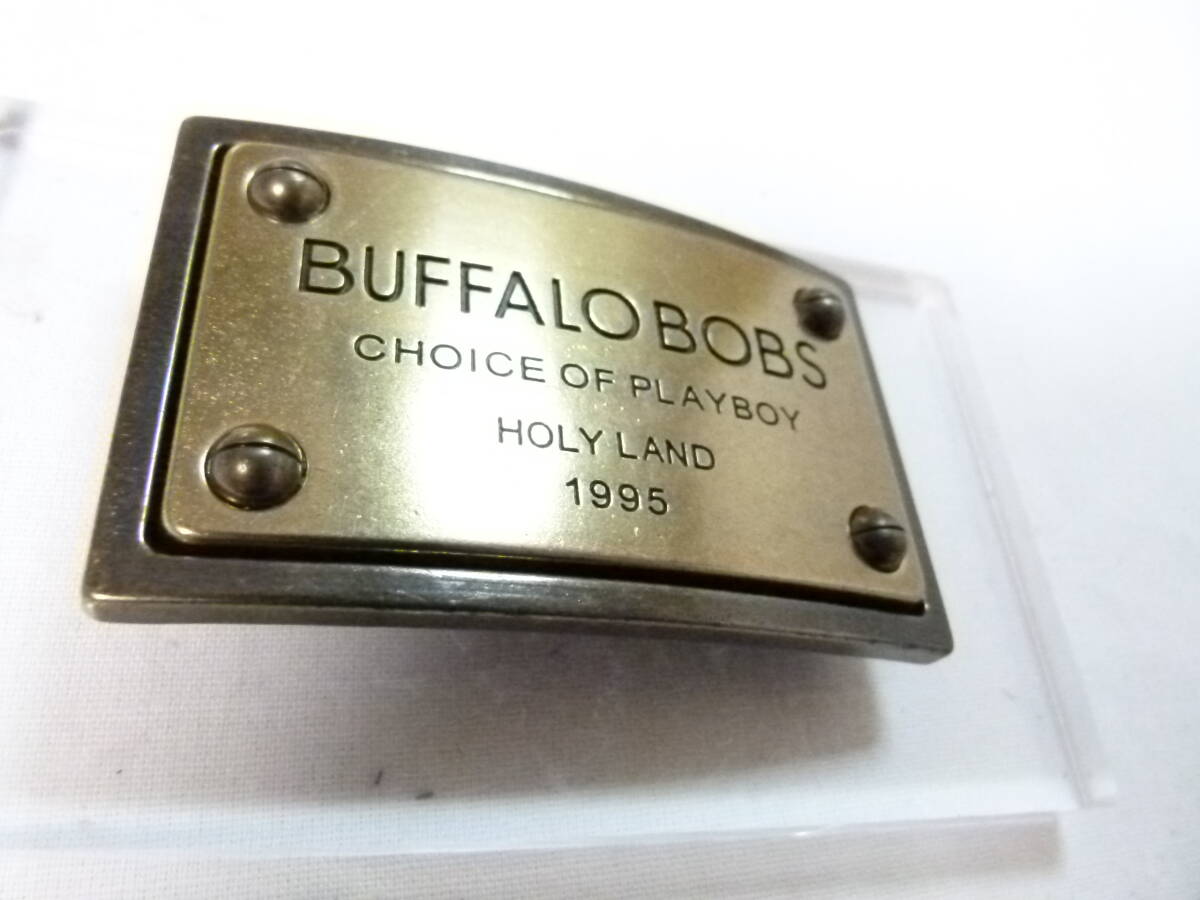 BUFFALO BOBS
CHOICE OF PLAYBOY
HOLY LAND
1995